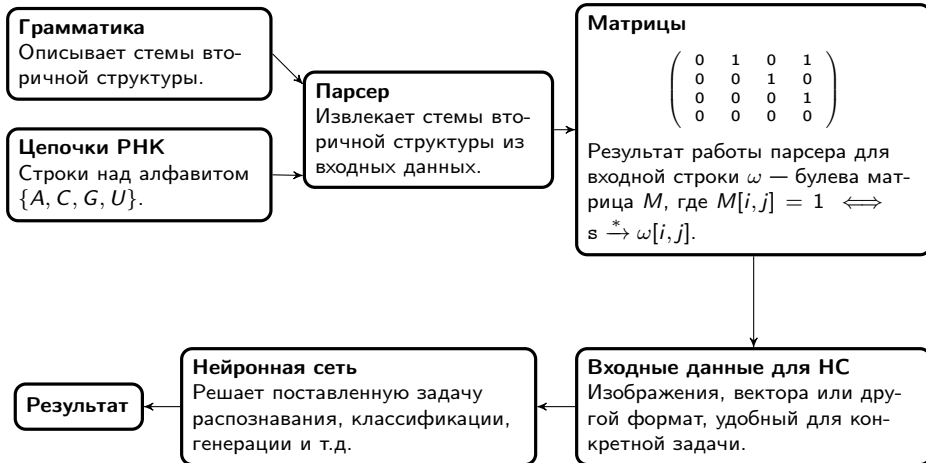 Грамматика
Описывает стемы вто-
ричной структуры.
Цепочки РНК
Строки над алфавитом
{A, C, G, U}.
Парсер
Извлекает стемы вто-
ричной структуры из
входных данных.
Матрицы
0 1 0 1
0 0 1 0
0 0 0 1
0 0 0 0
Результат работы парсера для
входной строки ω — булева мат-
рица M, где M[i, j] = 1 ⟺
s →* ω[i, j].
Входные данные для НС
Изображения, вектора или дру-
гой формат, удобный для кон-
кретной задачи.
Нейронная сеть
Решает поставленную задачу
распознавания, классификации,
генерации и т.д.
Результат